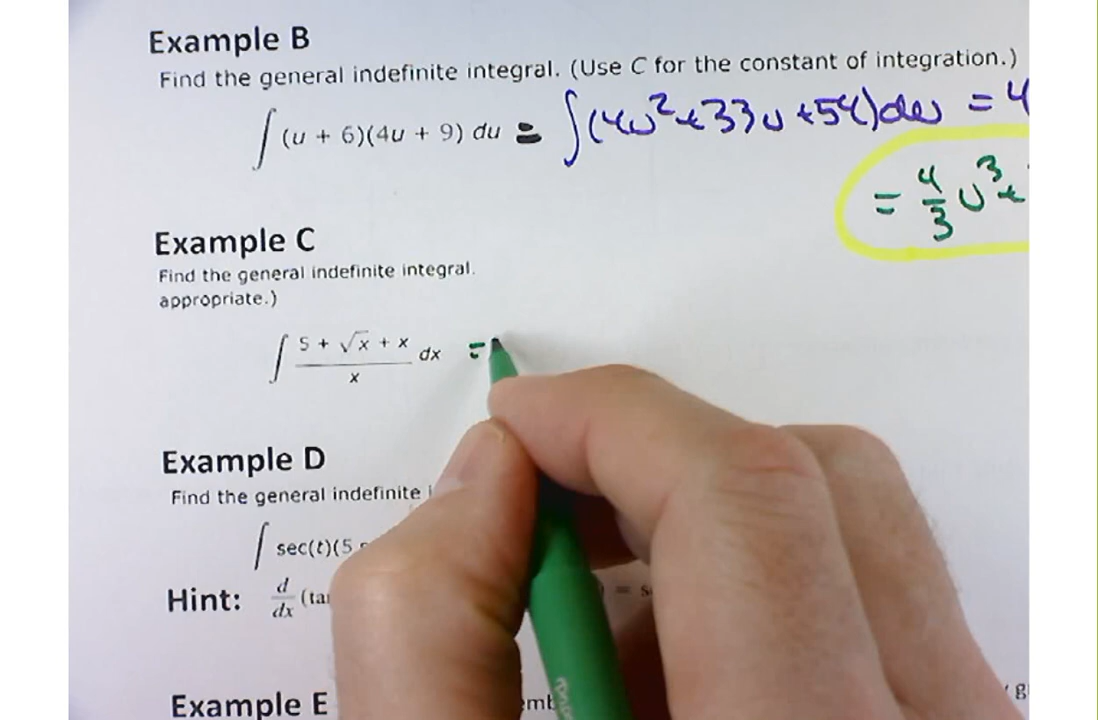 Example B
Find the general indefinite integral. (Use C for the constant of integration.)
∫ (u + 6)(4u + 9) du = ∫(4u²+33u+54)du = 4
= 4/3 u³+
Example C
Find the general indefinite integral.
appropriate.)
∫ (5 + √x + x)/x dx =
Example D
Find the general indefinite
∫ sec(t)(5
Hint: d/dx (tan
= s
Example E